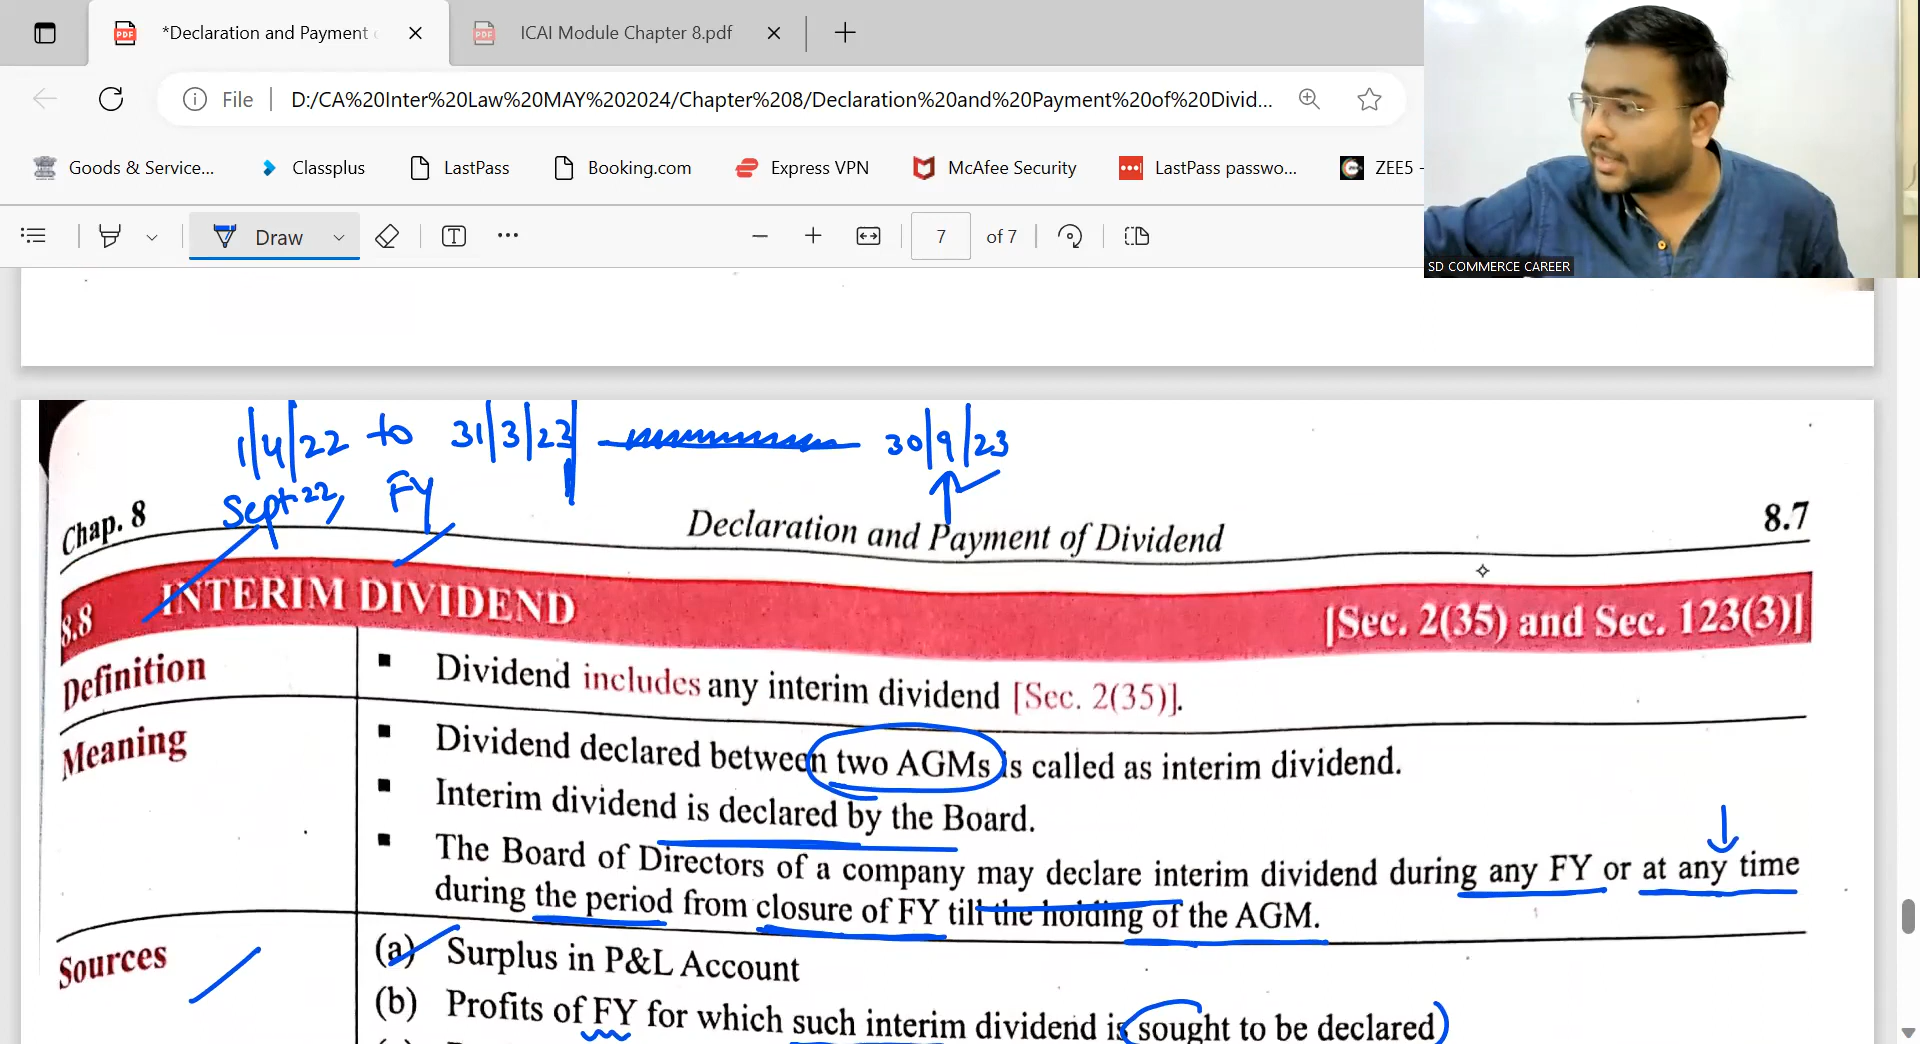 *Declaration and Payment
ICAI Module Chapter 8.pdf
File
D:/CA%20Inter%20Law%20MAY%202024/Chapter%208/Declaration%20and%20Payment%20of%20Divid...
Goods & Service...
Classplus
LastPass
Booking.com
Express VPN
McAfee Security
LastPass passwo...
ZEE5 -
Draw
7 of 7
SD COMMERCE CAREER
1/4/22 to 31/3/23
30/9/23
Sept 22, FY
Chap. 8
Declaration and Payment of Dividend
8.7
8.8 INTERIM DIVIDEND
[Sec. 2(35) and Sec. 123(3)]
Definition
▪ Dividend includes any interim dividend [Sec. 2(35)].
Meaning
▪ Dividend declared between two AGMs is called as interim dividend.
▪ Interim dividend is declared by the Board.
▪ The Board of Directors of a company may declare interim dividend during any FY or at any time
during the period from closure of FY till the holding of the AGM.
Sources
(a) Surplus in P&L Account
(b) Profits of FY for which such interim dividend is sought to be declared